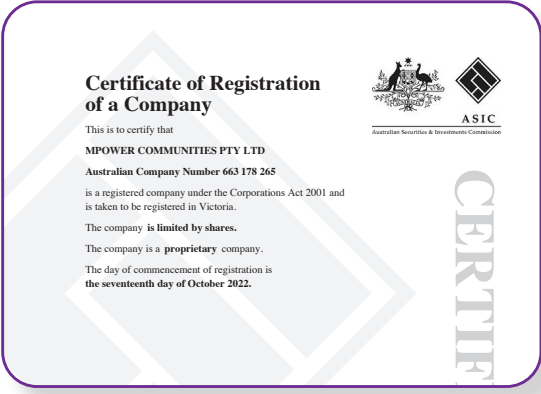 Certificate of Registration
of a Company
This is to certify that
MPOWER COMMUNITIES PTY LTD
Australian Company Number 663 178 265
is a registered company under the Corporations Act 2001 and
is taken to be registered in Victoria.
The company is limited by shares.
The company is a proprietary company.
The day of commencement of registration is
the seventeenth day of October 2022.
ASIC
Australian Securities & Investments Commission
CERTIF